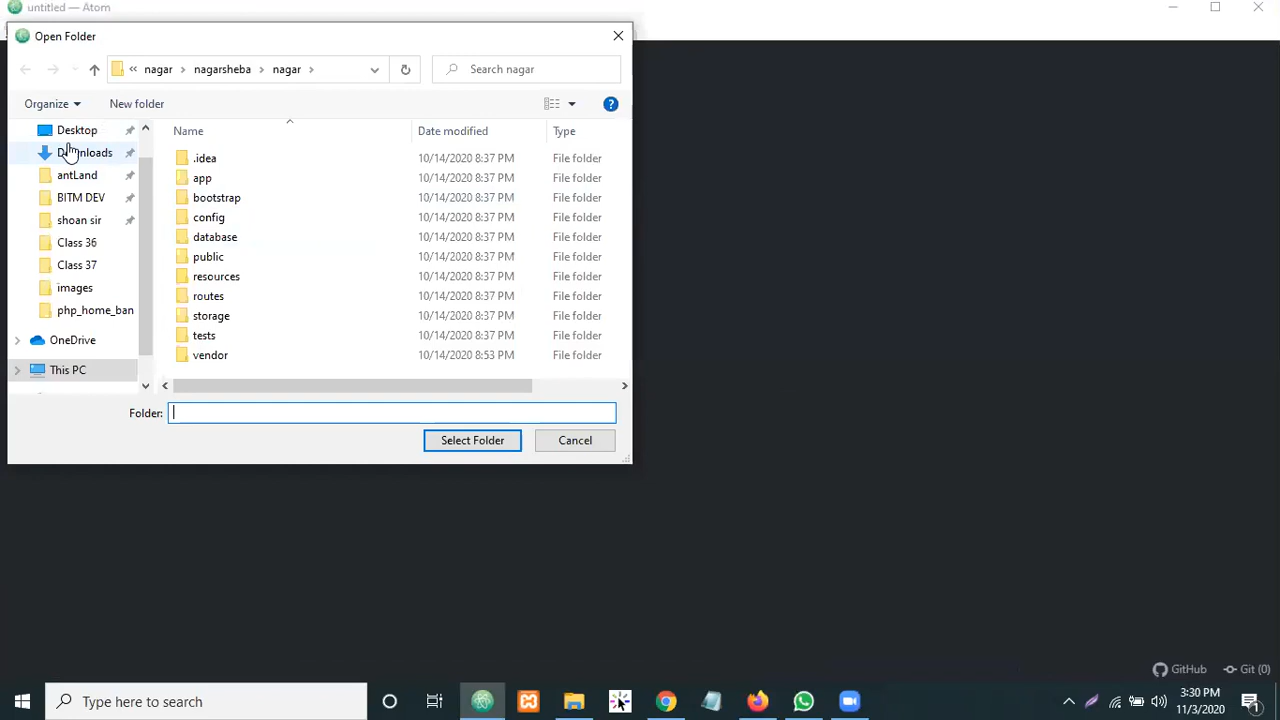 untitled — Atom
Open Folder
nagar
nagarsheba
nagar
Search nagar
Organize
New folder
Name
Date modified
Type
Desktop
Downloads
antLand
BITM DEV
shoan sir
Class 36
Class 37
images
php_home_ban
OneDrive
This PC
.idea 10/14/2020 8:37 PM File folder
app 10/14/2020 8:37 PM File folder
bootstrap 10/14/2020 8:37 PM File folder
config 10/14/2020 8:37 PM File folder
database 10/14/2020 8:37 PM File folder
public 10/14/2020 8:37 PM File folder
resources 10/14/2020 8:37 PM File folder
routes 10/14/2020 8:37 PM File folder
storage 10/14/2020 8:37 PM File folder
tests 10/14/2020 8:37 PM File folder
vendor 10/14/2020 8:53 PM File folder
Folder:
Select Folder
Cancel
GitHub
Git (0)
Type here to search
3:30 PM
11/3/2020
1